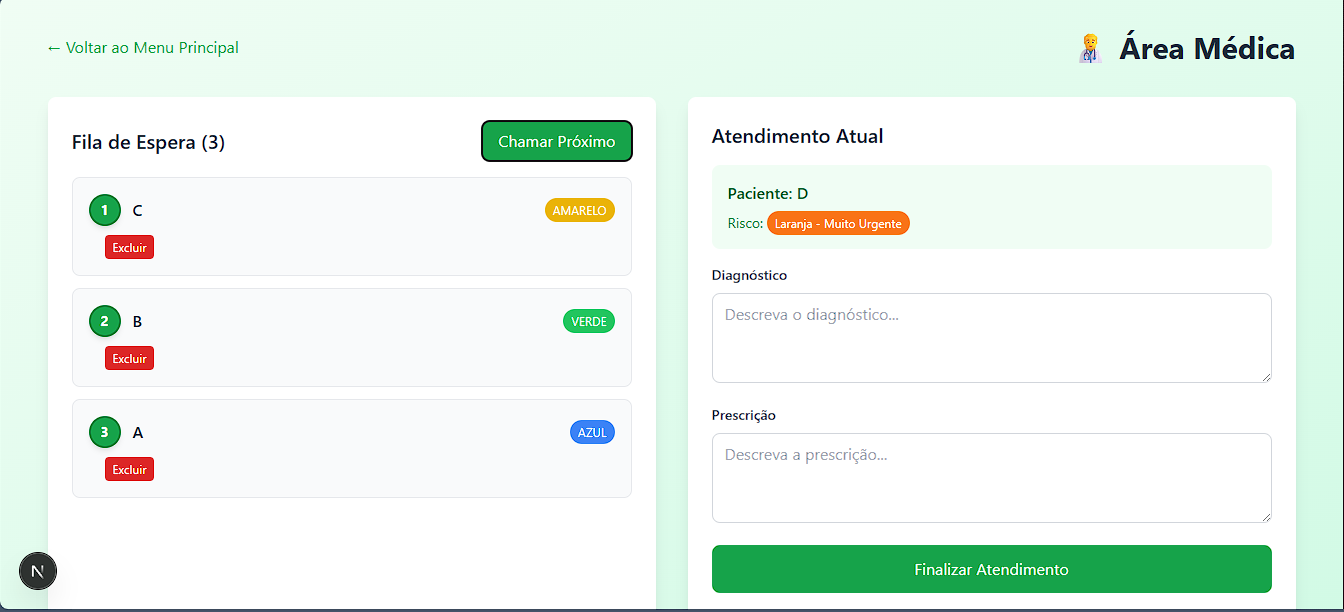 ← Voltar ao Menu Principal
Área Médica
Fila de Espera (3)
Chamar Próximo
1 C AMARELO
Excluir
2 B VERDE
Excluir
3 A AZUL
Excluir
Atendimento Atual
Paciente: D
Risco: Laranja - Muito Urgente
Diagnóstico
Descreva o diagnóstico...
Prescrição
Descreva a prescrição...
Finalizar Atendimento
N